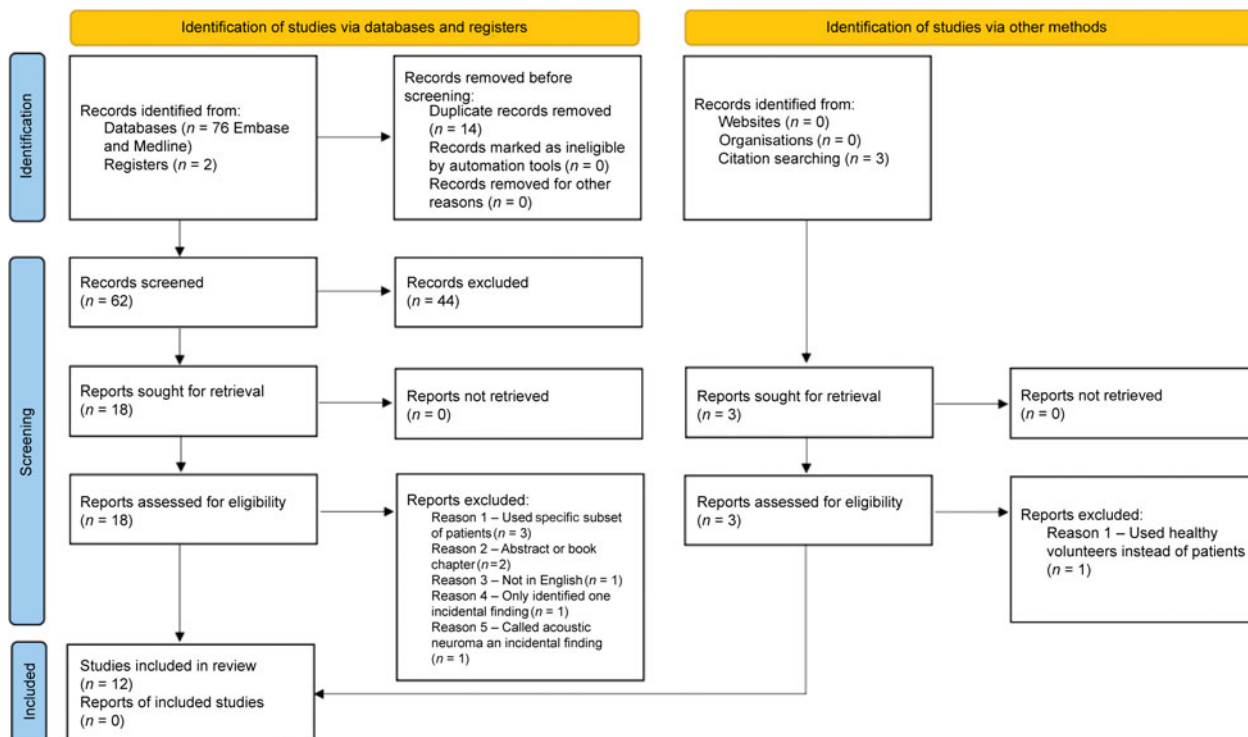 Identification of studies via databases and registers
Identification of studies via other methods
Identification
Records identified from:
Databases (n = 76 Embase
and Medline)
Registers (n = 2)
Records removed before
screening:
Duplicate records removed
(n = 14)
Records marked as ineligible
by automation tools (n = 0)
Records removed for other
reasons (n = 0)
Records identified from:
Websites (n = 0)
Organisations (n = 0)
Citation searching (n = 3)
Screening
Records screened
(n = 62)
Records excluded
(n = 44)
Reports sought for retrieval
(n = 18)
Reports not retrieved
(n = 0)
Reports sought for retrieval
(n = 3)
Reports not retrieved
(n = 0)
Reports assessed for eligibility
(n = 18)
Reports excluded:
Reason 1 – Used specific subset
of patients (n = 3)
Reason 2 – Abstract or book
chapter (n=2)
Reason 3 – Not in English (n = 1)
Reason 4 – Only identified one
incidental finding (n = 1)
Reason 5 – Called acoustic
neuroma an incidental finding
(n = 1)
Reports assessed for eligibility
(n = 3)
Reports excluded:
Reason 1 – Used healthy
volunteers instead of patients
(n = 1)
Included
Studies included in review
(n = 12)
Reports of included studies
(n = 0)